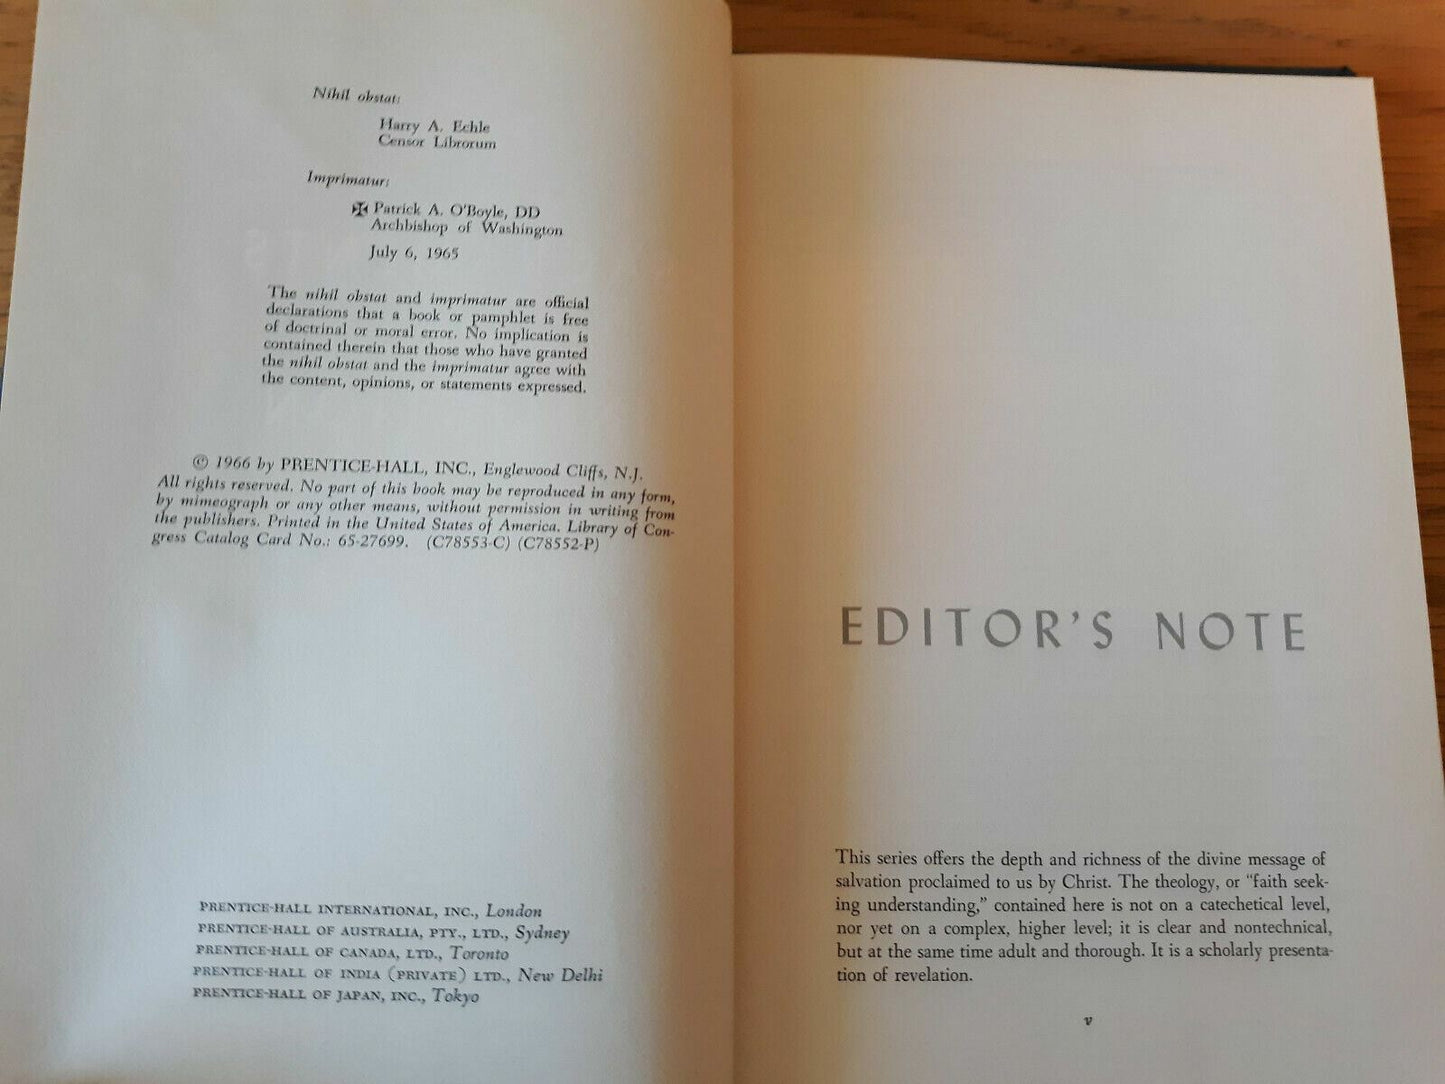 Nihil obstat:
Harry A. Echle
Censor Librorum
Imprimatur:
✠ Patrick A. O'Boyle, DD
Archbishop of Washington
July 6, 1965
The nihil obstat and imprimatur are official
declarations that a book or pamphlet is free
of doctrinal or moral error. No implication is
contained therein that those who have granted
the nihil obstat and the imprimatur agree with
the content, opinions, or statements expressed.
© 1966 by PRENTICE-HALL, INC., Englewood Cliffs, N.J.
All rights reserved. No part of this book may be reproduced in any form,
by mimeograph or any other means, without permission in writing from
the publishers. Printed in the United States of America. Library of Con-
gress Catalog Card No.: 65-27699. (C78553-C) (C78552-P)
PRENTICE-HALL INTERNATIONAL, INC., London
PRENTICE-HALL OF AUSTRALIA, PTY., LTD., Sydney
PRENTICE-HALL OF CANADA, LTD., Toronto
PRENTICE-HALL OF INDIA (PRIVATE) LTD., New Delhi
PRENTICE-HALL OF JAPAN, INC., Tokyo
EDITOR'S NOTE
This series offers the depth and richness of the divine message of
salvation proclaimed to us by Christ. The theology, or "faith seek-
ing understanding," contained here is not on a catechetical level,
nor yet on a complex, higher level; it is clear and nontechnical,
but at the same time adult and thorough. It is a scholarly presenta-
tion of revelation.
v